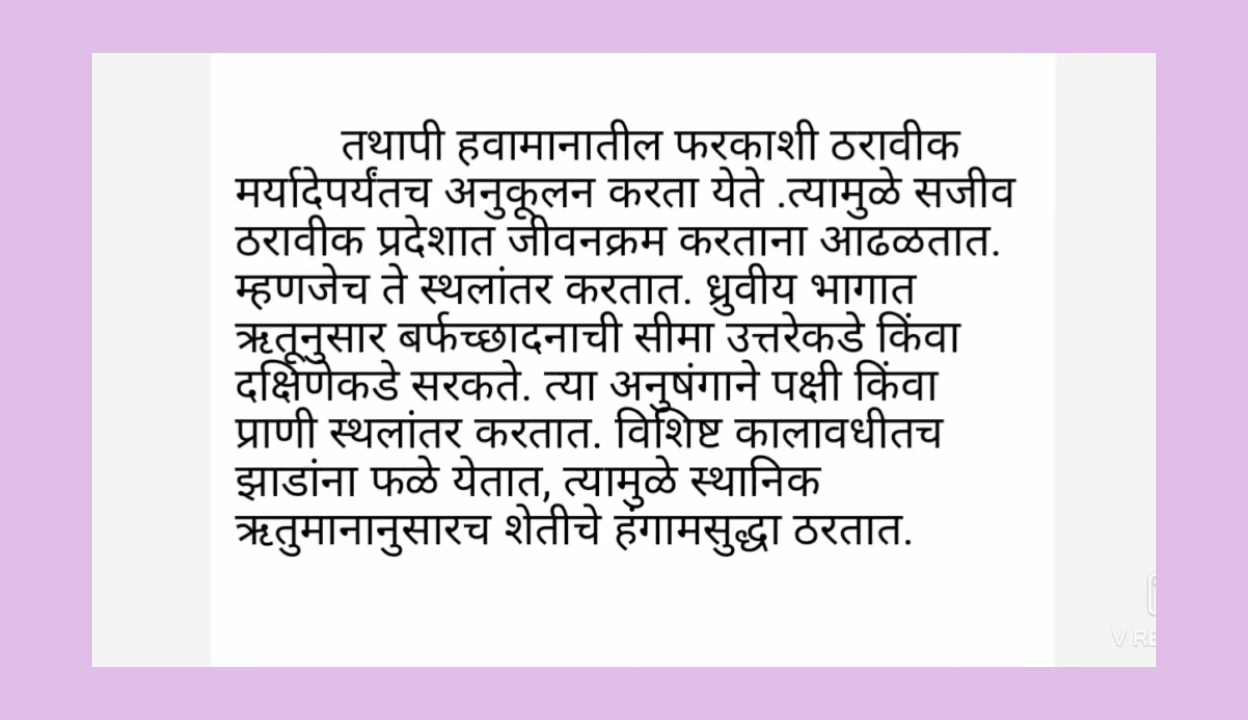 तथापी हवामानातील फरकाशी ठरावीक
मर्यादेपर्यंतच अनुकूलन करता येते .त्यामुळे सजीव
ठरावीक प्रदेशात जीवनक्रम करताना आढळतात.
म्हणजेच ते स्थलांतर करतात. ध्रुवीय भागात
ऋतूनुसार बर्फच्छादनाची सीमा उत्तरेकडे किंवा
दक्षिणेकडे सरकते. त्या अनुषंगाने पक्षी किंवा
प्राणी स्थलांतर करतात. विशिष्ट कालावधीतच
झाडांना फळे येतात, त्यामुळे स्थानिक
ऋतुमानानुसारच शेतीचे हंगामसुद्धा ठरतात.